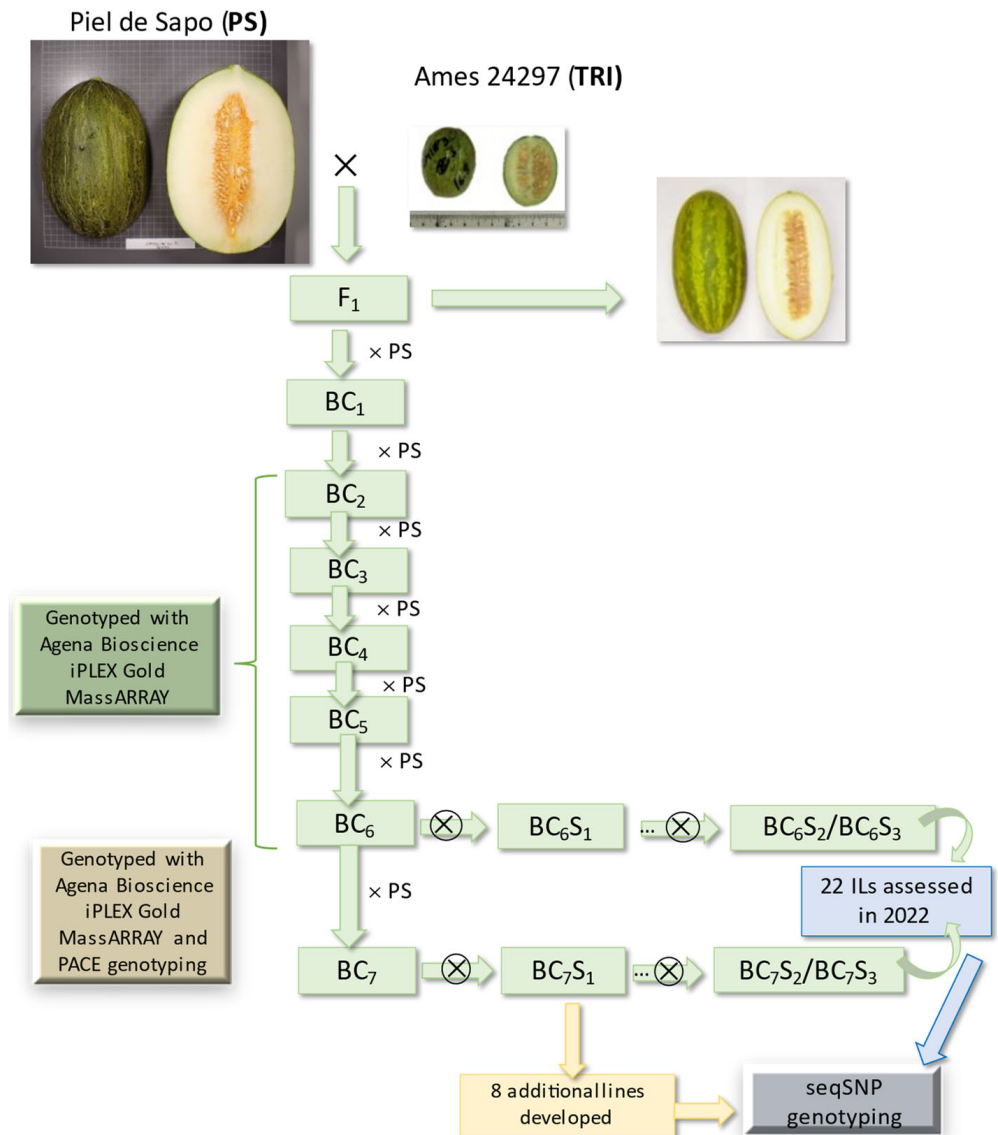 Piel de Sapo (PS)
Ames 24297 (TRI)
×
F₁
× PS
BC₁
× PS
BC₂
× PS
BC₃
× PS
BC₄
× PS
BC₅
× PS
Genotyped with
Agena Bioscience
iPLEX Gold
MassARRAY
BC₆
BC₆S₁
...
BC₆S₂/BC₆S₃
Genotyped with
Agena Bioscience
iPLEX Gold
MassARRAY and
PACE genotyping
× PS
22 ILs assessed
in 2022
BC₇
BC₇S₁
...
BC₇S₂/BC₇S₃
8 additional lines
developed
seqSNP
genotyping